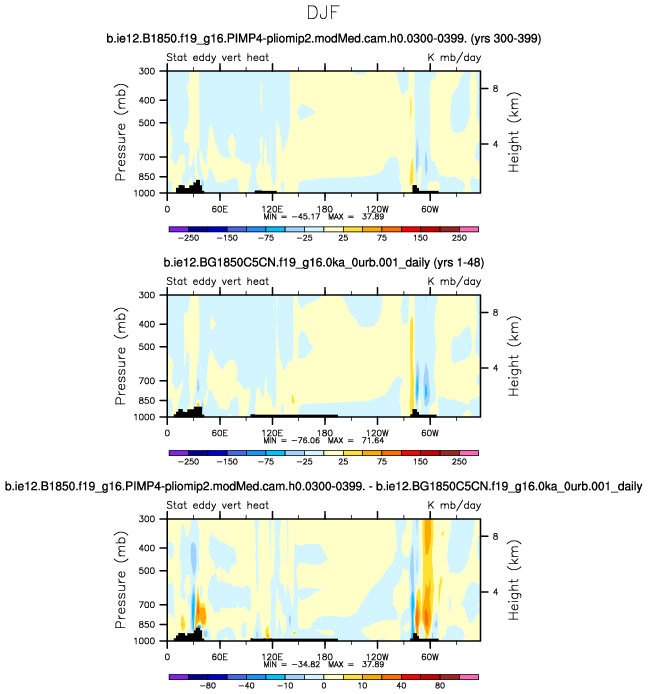 DJF
b.ie12.B1850.f19_g16.PIMP4-pliomip2.modMed.cam.h0.0300-0399. (yrs 300-399)
Stat eddy vert heat K mb/day
300
400
500
700
850
1000
Pressure (mb)
8
4
Height (km)
0 60E 120E 180 120W 60W
MIN = -45.17 MAX = 37.89
-250 -150 -75 -25 25 75 150 250
b.ie12.BG1850C5CN.f19_g16.0ka_0urb.001_daily (yrs 1-48)
Stat eddy vert heat K mb/day
300
400
500
700
850
1000
Pressure (mb)
8
4
Height (km)
0 60E 120E 180 120W 60W
MIN = -76.06 MAX = 71.64
-250 -150 -75 -25 25 75 150 250
b.ie12.B1850.f19_g16.PIMP4-pliomip2.modMed.cam.h0.0300-0399. - b.ie12.BG1850C5CN.f19_g16.0ka_0urb.001_daily
Stat eddy vert heat K mb/day
300
400
500
700
850
1000
Pressure (mb)
8
4
Height (km)
0 60E 120E 180 120W 60W
MIN = -34.82 MAX = 37.89
-80 -40 -10 0 10 40 80